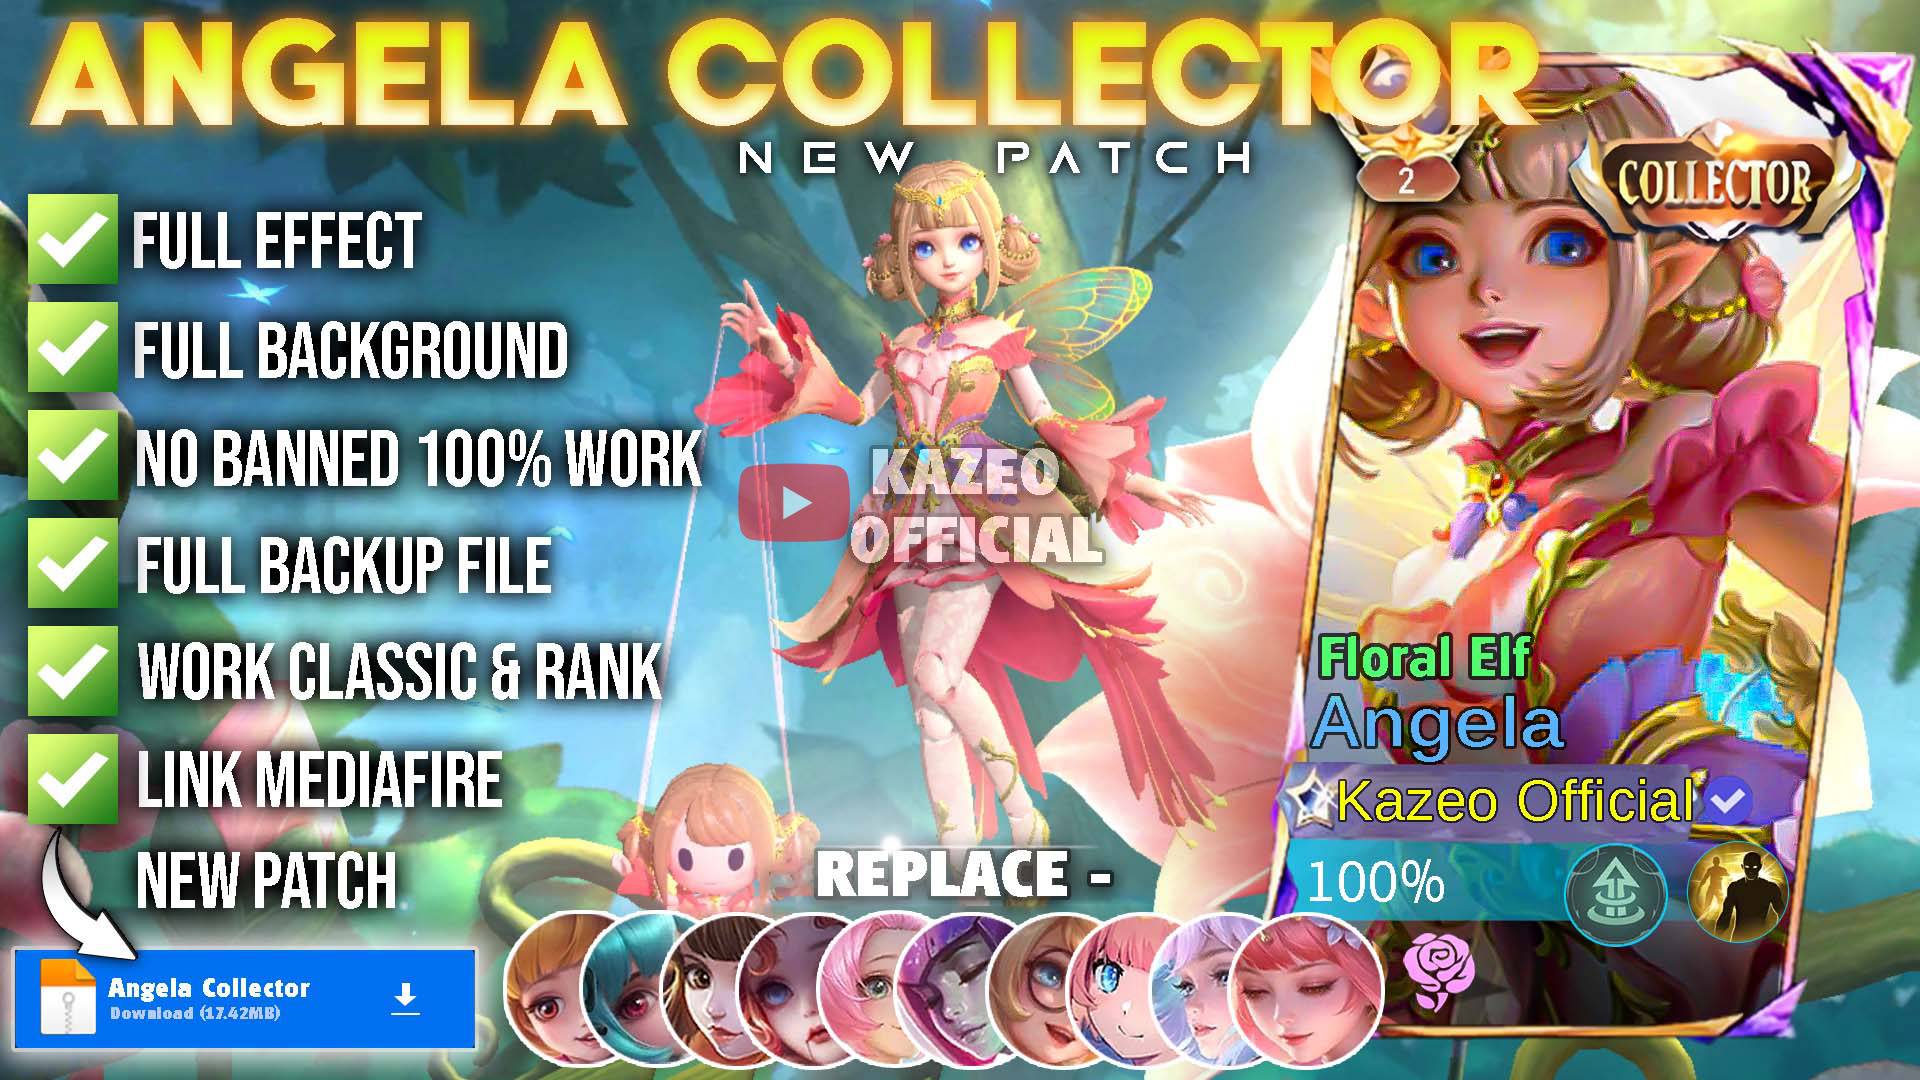 ANGELA COLLECTOR
NEW PATCH
2
COLLECTOR
FULL EFFECT
FULL BACKGROUND
NO BANNED 100% WORK
KAZEO
OFFICIAL
FULL BACKUP FILE
WORK CLASSIC & RANK
Floral Elf
Angela
LINK MEDIAFIRE
Kazeo Official
NEW PATCH
REPLACE -
100%
Angela Collector
Download (17.42MB)